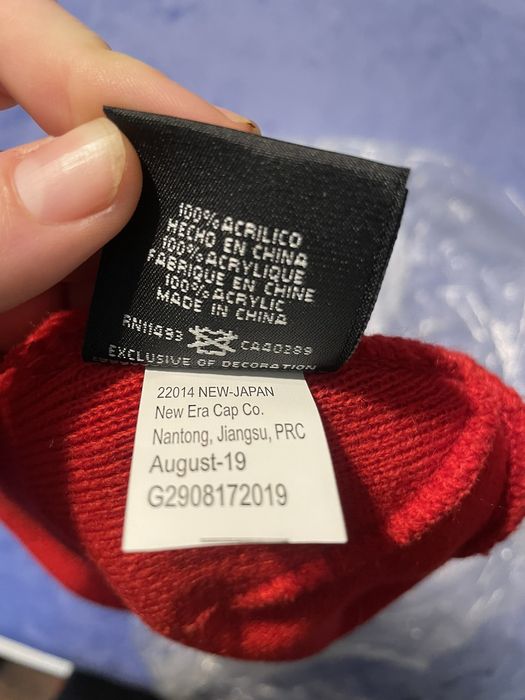 100% ACRILICO
HECHO EN CHINA
100% ACRYLIQUE
FABRIQUE EN CHINE
100% ACRYLIC
MADE IN CHINA
RN11493 CA40289
EXCLUSIVE OF DECORATION
22014 NEW-JAPAN
New Era Cap Co.
Nantong, Jiangsu, PRC
August-19
G2908172019